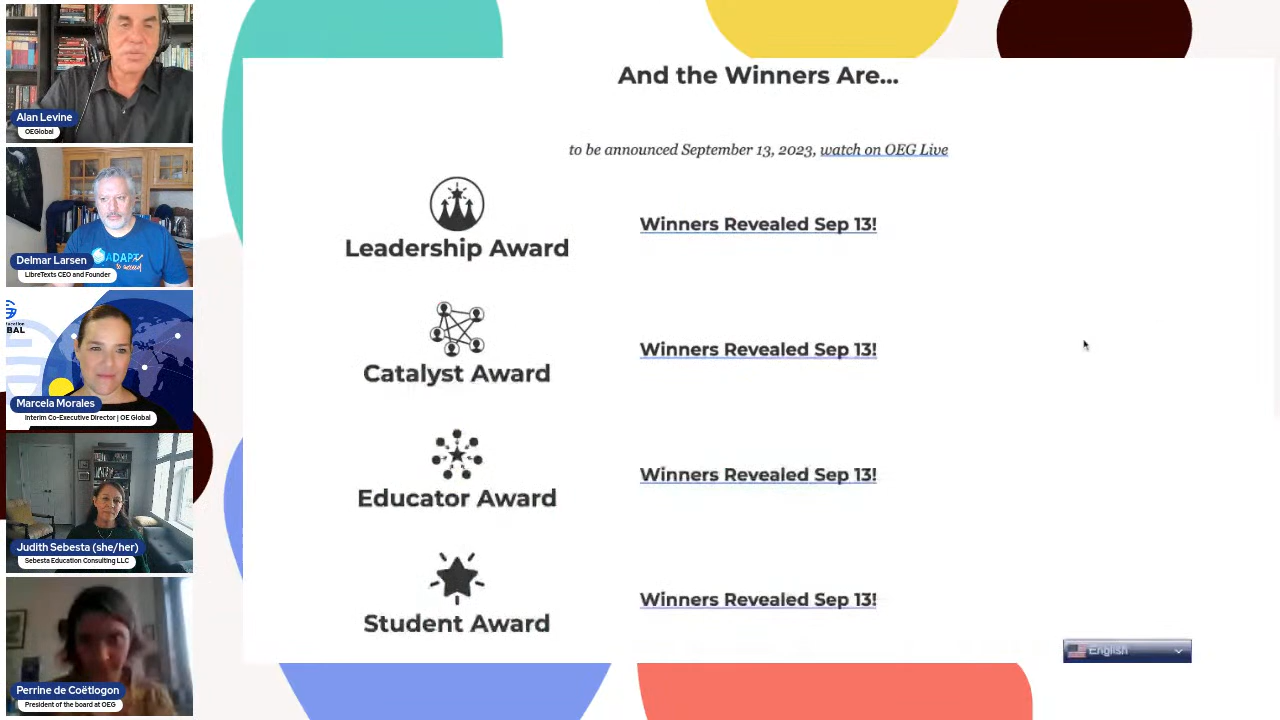 Alan Levine
OEGlobal
ADAPT
Delmar Larsen
LibreTexts CEO and Founder
BAL
Marcela Morales
Interim Co-Executive Director | OE Global
Judith Sebesta (she/her)
Sebesta Education Consulting LLC
Perrine de Coëtlogon
President of the board at OEG
And the Winners Are...
to be announced September 13, 2023, watch on OEG Live
Leadership Award
Winners Revealed Sep 13!
Catalyst Award
Winners Revealed Sep 13!
Educator Award
Winners Revealed Sep 13!
Student Award
Winners Revealed Sep 13!
English